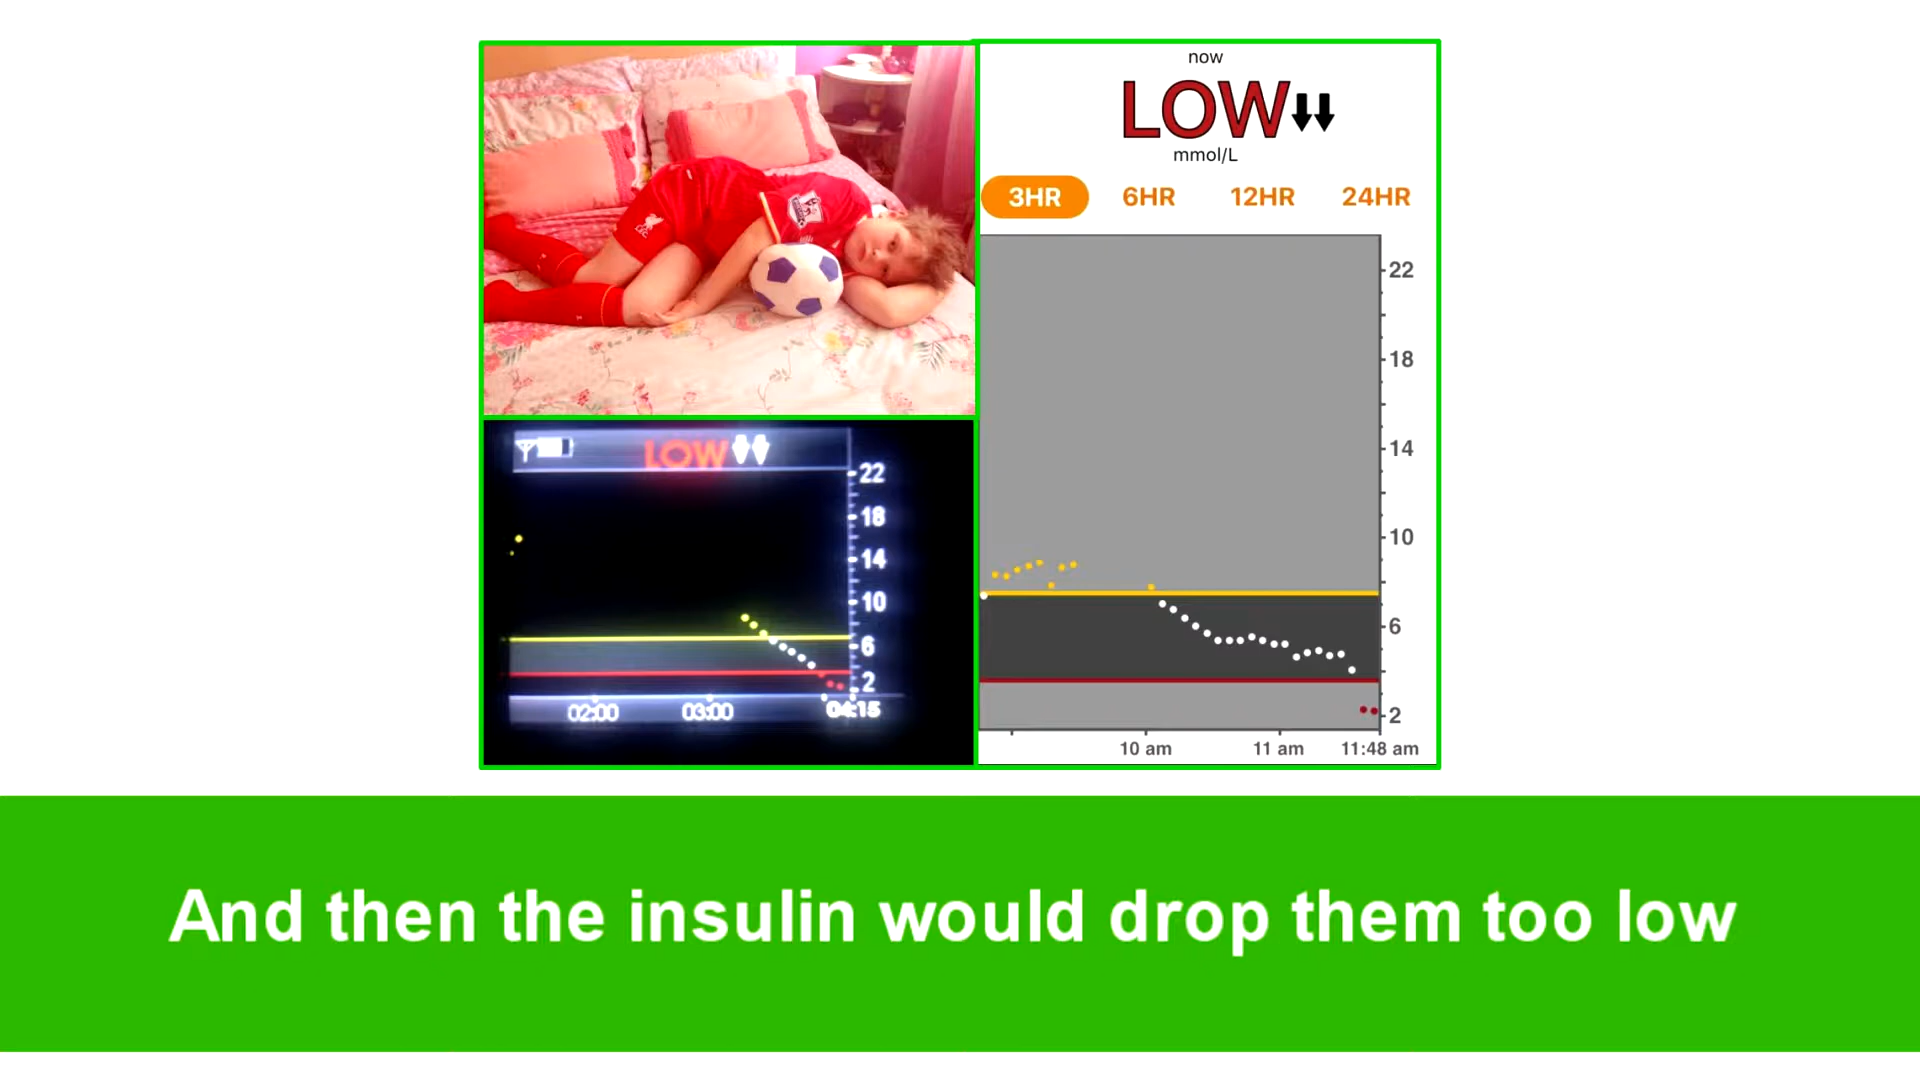 now
LOW
mmol/L
3HR 6HR 12HR 24HR
22
18
14
10
6
2
10 am 11 am 11:48 am
LOW
22
18
14
10
6
2
02:00 03:00 04:15
And then the insulin would drop them too low